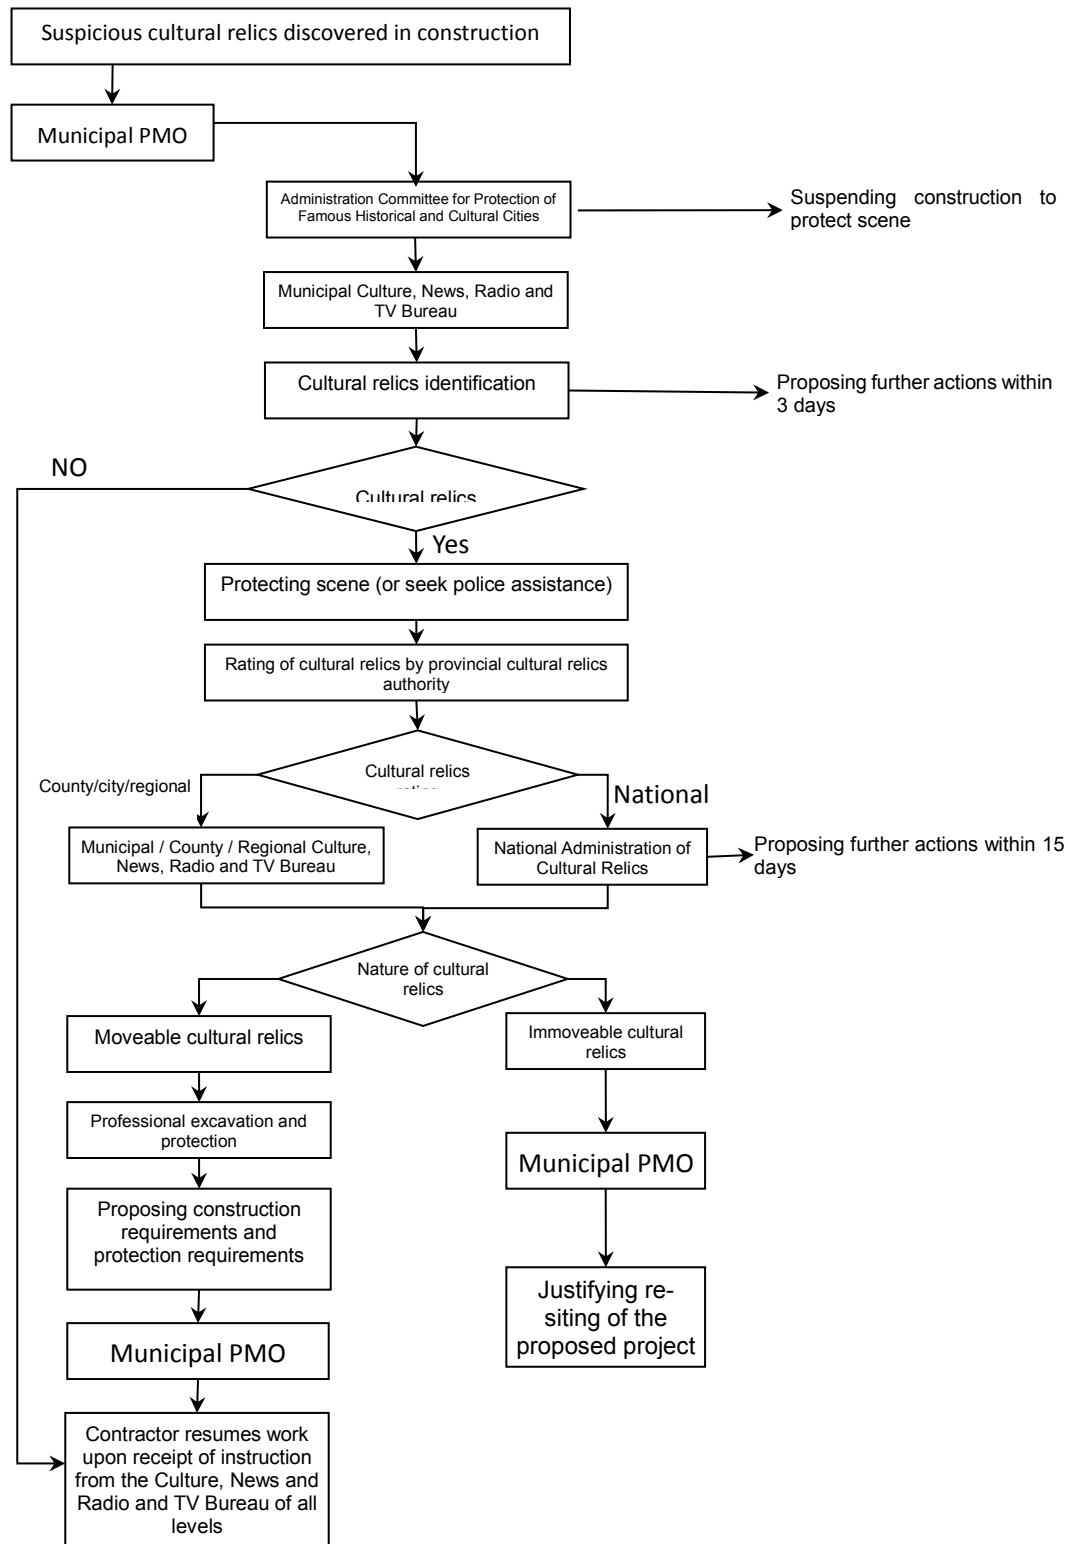 Suspicious cultural relics discovered in construction
Municipal PMO
Administration Committee for Protection of
Famous Historical and Cultural Cities
Suspending construction to
protect scene
Municipal Culture, News, Radio and
TV Bureau
Cultural relics identification
Proposing further actions within
3 days
NO
Cultural relics
Yes
Protecting scene (or seek police assistance)
Rating of cultural relics by provincial cultural relics
authority
Cultural relics
rating
County/city/regional
National
Municipal / County / Regional Culture,
News, Radio and TV Bureau
National Administration of
Cultural Relics
Proposing further actions within 15
days
Nature of cultural
relics
Moveable cultural relics
Immoveable cultural
relics
Professional excavation and
protection
Municipal PMO
Proposing construction
requirements and
protection requirements
Justifying re-
siting of the
proposed project
Municipal PMO
Contractor resumes work
upon receipt of instruction
from the Culture, News and
Radio and TV Bureau of all
levels